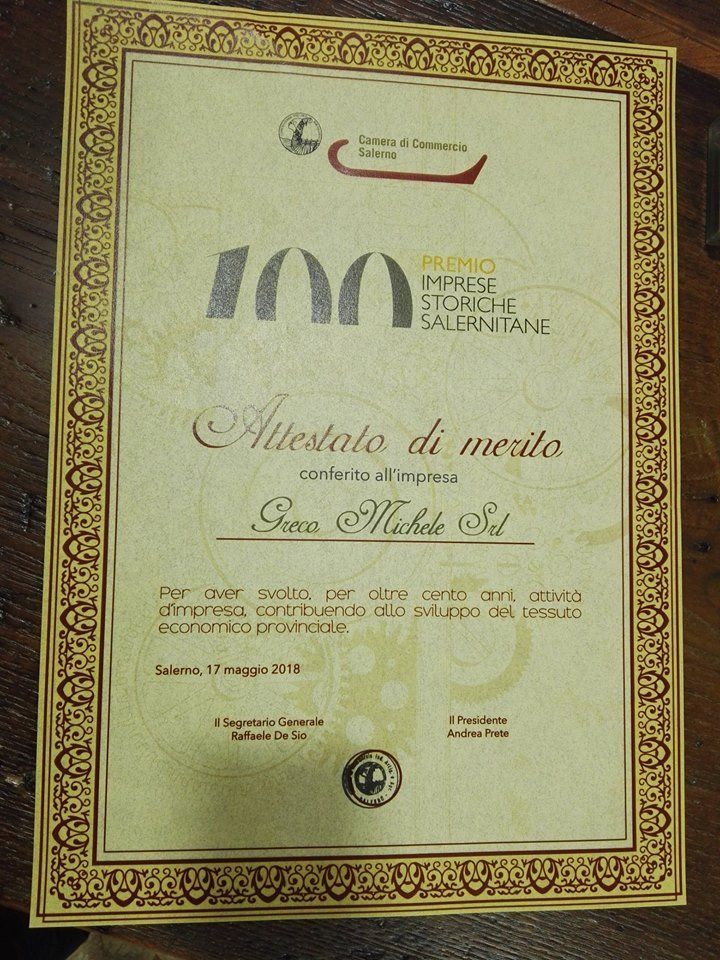 Camera di Commercio
Salerno
100
PREMIO
IMPRESE
STORICHE
SALERNITANE
Attestato di merito
conferito all'impresa
Greco Michele Srl
Per aver svolto, per oltre cento anni, attività
d'impresa, contribuendo allo sviluppo del tessuto
economico provinciale.
Salerno, 17 maggio 2018
Il Segretario Generale
Raffaele De Sio
Il Presidente
Andrea Prete
SALERNO